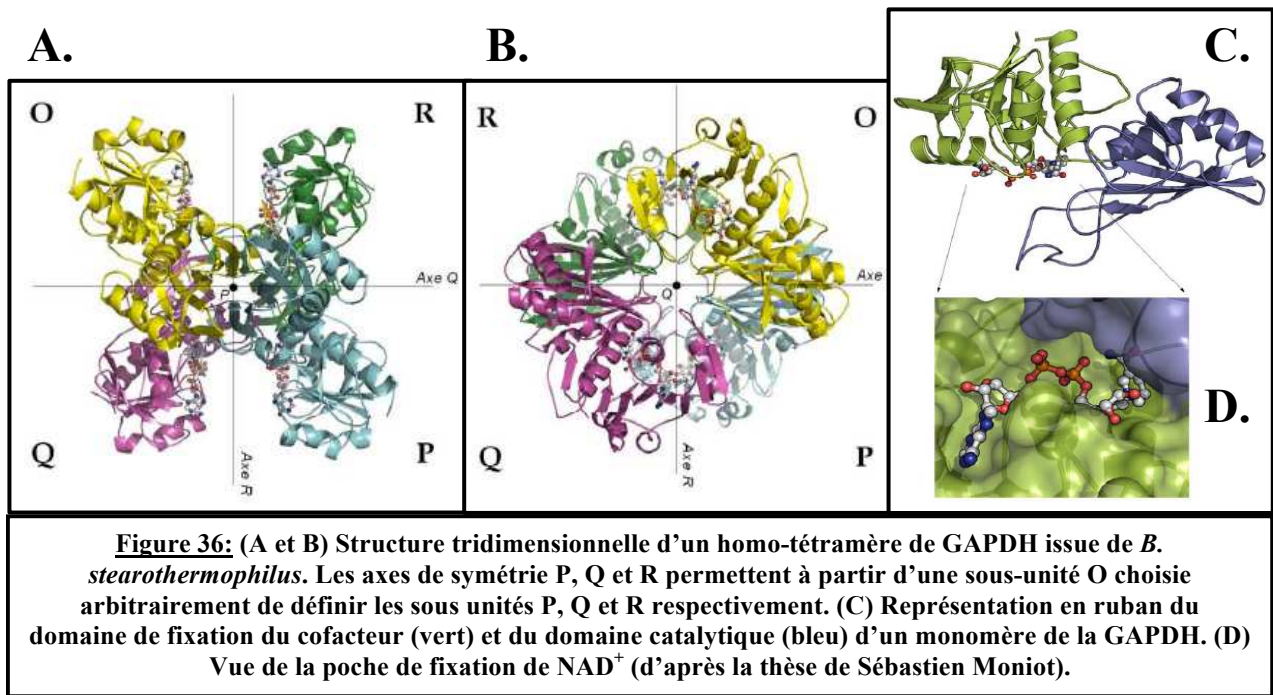 A.
B.
C.
O
R
P
Axe Q
Q
P
Axe R
R
O
Q
Axe
Q
P
Axe R
D.
Figure 36: (A et B) Structure tridimensionnelle d'un homo-tétramère de GAPDH issue de B.
stearothermophilus. Les axes de symétrie P, Q et R permettent à partir d'une sous-unité O choisie
arbitrairement de définir les sous unités P, Q et R respectivement. (C) Représentation en ruban du
domaine de fixation du cofacteur (vert) et du domaine catalytique (bleu) d'un monomère de la GAPDH. (D)
Vue de la poche de fixation de NAD⁺ (d'après la thèse de Sébastien Moniot).